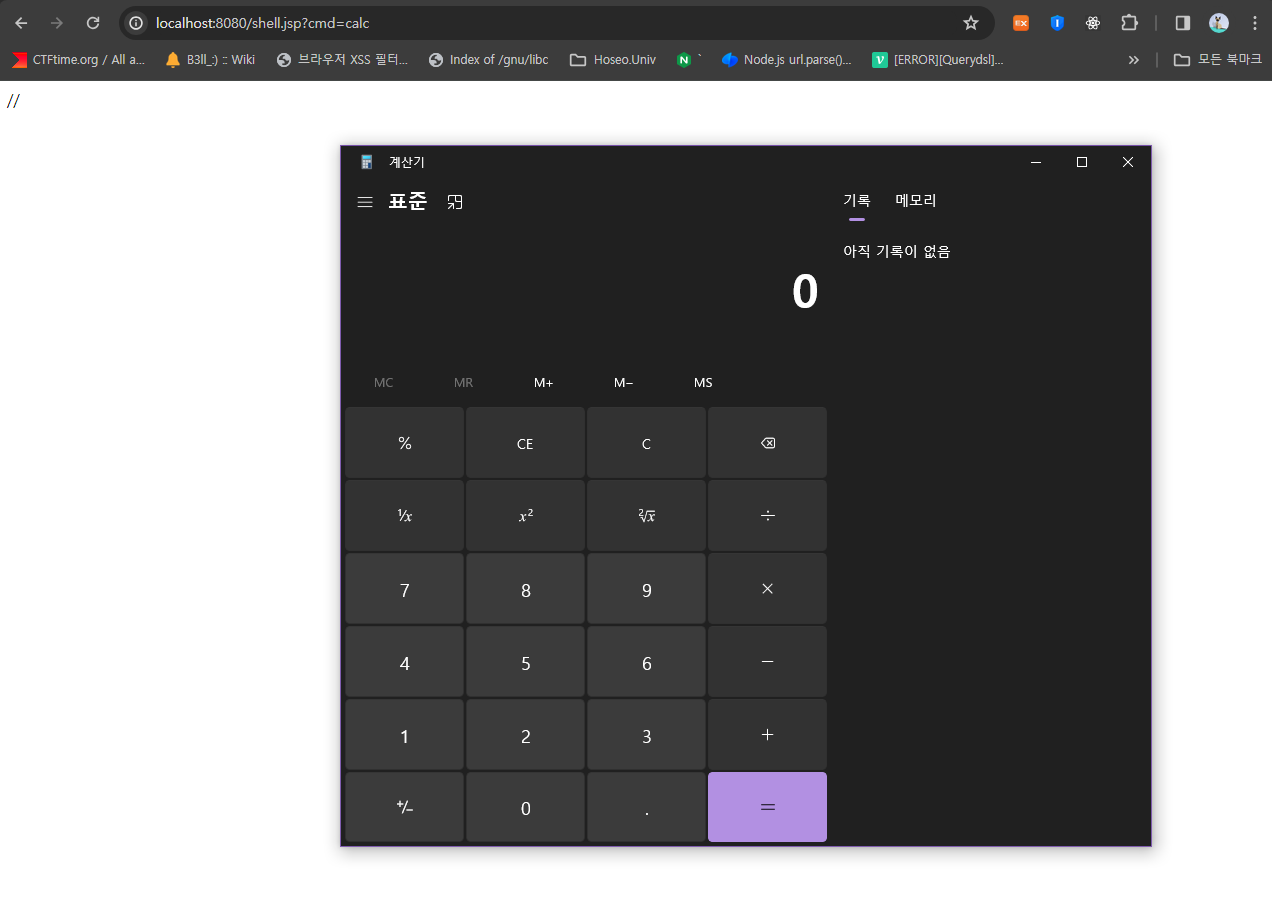 localhost:8080/shell.jsp?cmd=calc
CTFtime.org / All a...
B3ll_:) :: Wiki
브라우저 XSS 필터...
Index of /gnu/libc
Hoseo.Univ
`
Node.js url.parse()...
[ERROR][Querydsl]...
»
모든 북마크
//
계산기
표준
기록 메모리
아직 기록이 없음
0
MC MR M+ M− MS
% CE C
⅟x x² ²√x ÷
7 8 9 ×
4 5 6 −
1 2 3 +
+/− 0 . =